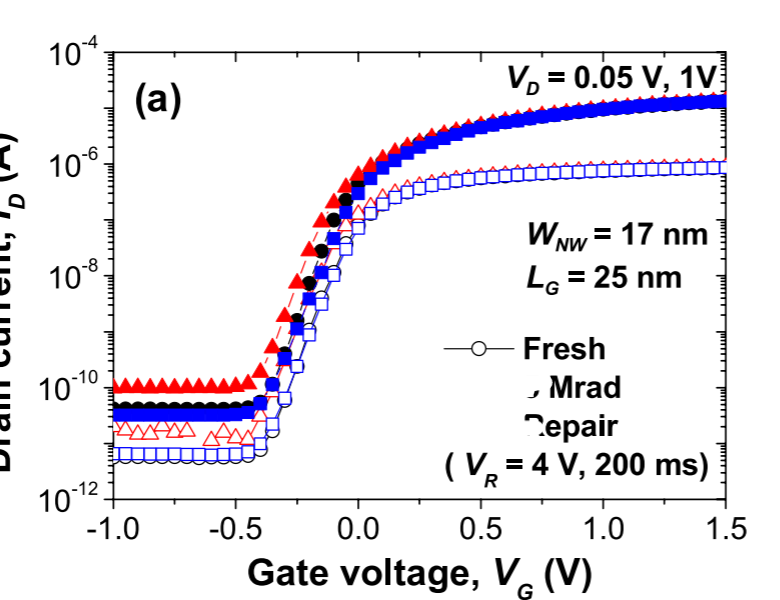 10^-4
(a)
V_D = 0.05 V, 1V
10^-6
W_NW = 17 nm
10^-8
L_G = 25 nm
Fresh
10^-10
Mrad
( V_R = 4 V, 200 ms)
10^-12
-1.0 -0.5 0.0 0.5 1.0 1.5
Gate voltage, V_G (V)
(A)